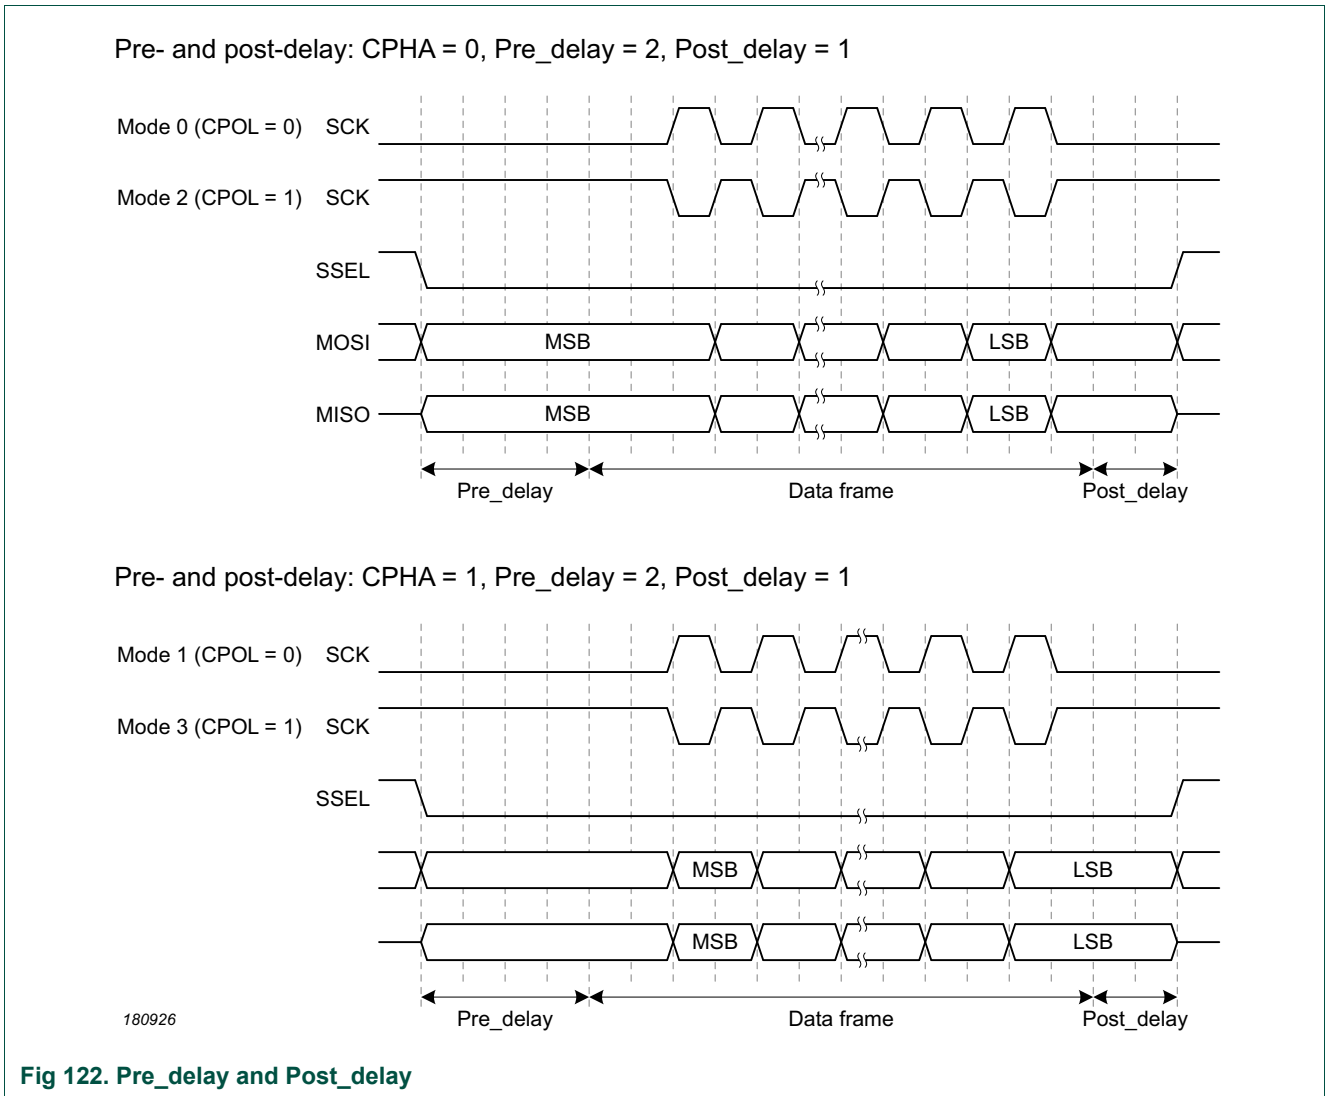 Pre- and post-delay: CPHA = 0, Pre_delay = 2, Post_delay = 1
Mode 0 (CPOL = 0) SCK
Mode 2 (CPOL = 1) SCK
SSEL
MOSI MSB LSB
MISO MSB LSB
Pre_delay Data frame Post_delay
Pre- and post-delay: CPHA = 1, Pre_delay = 2, Post_delay = 1
Mode 1 (CPOL = 0) SCK
Mode 3 (CPOL = 1) SCK
SSEL
MSB LSB
MSB LSB
180926 Pre_delay Data frame Post_delay
Fig 122. Pre_delay and Post_delay